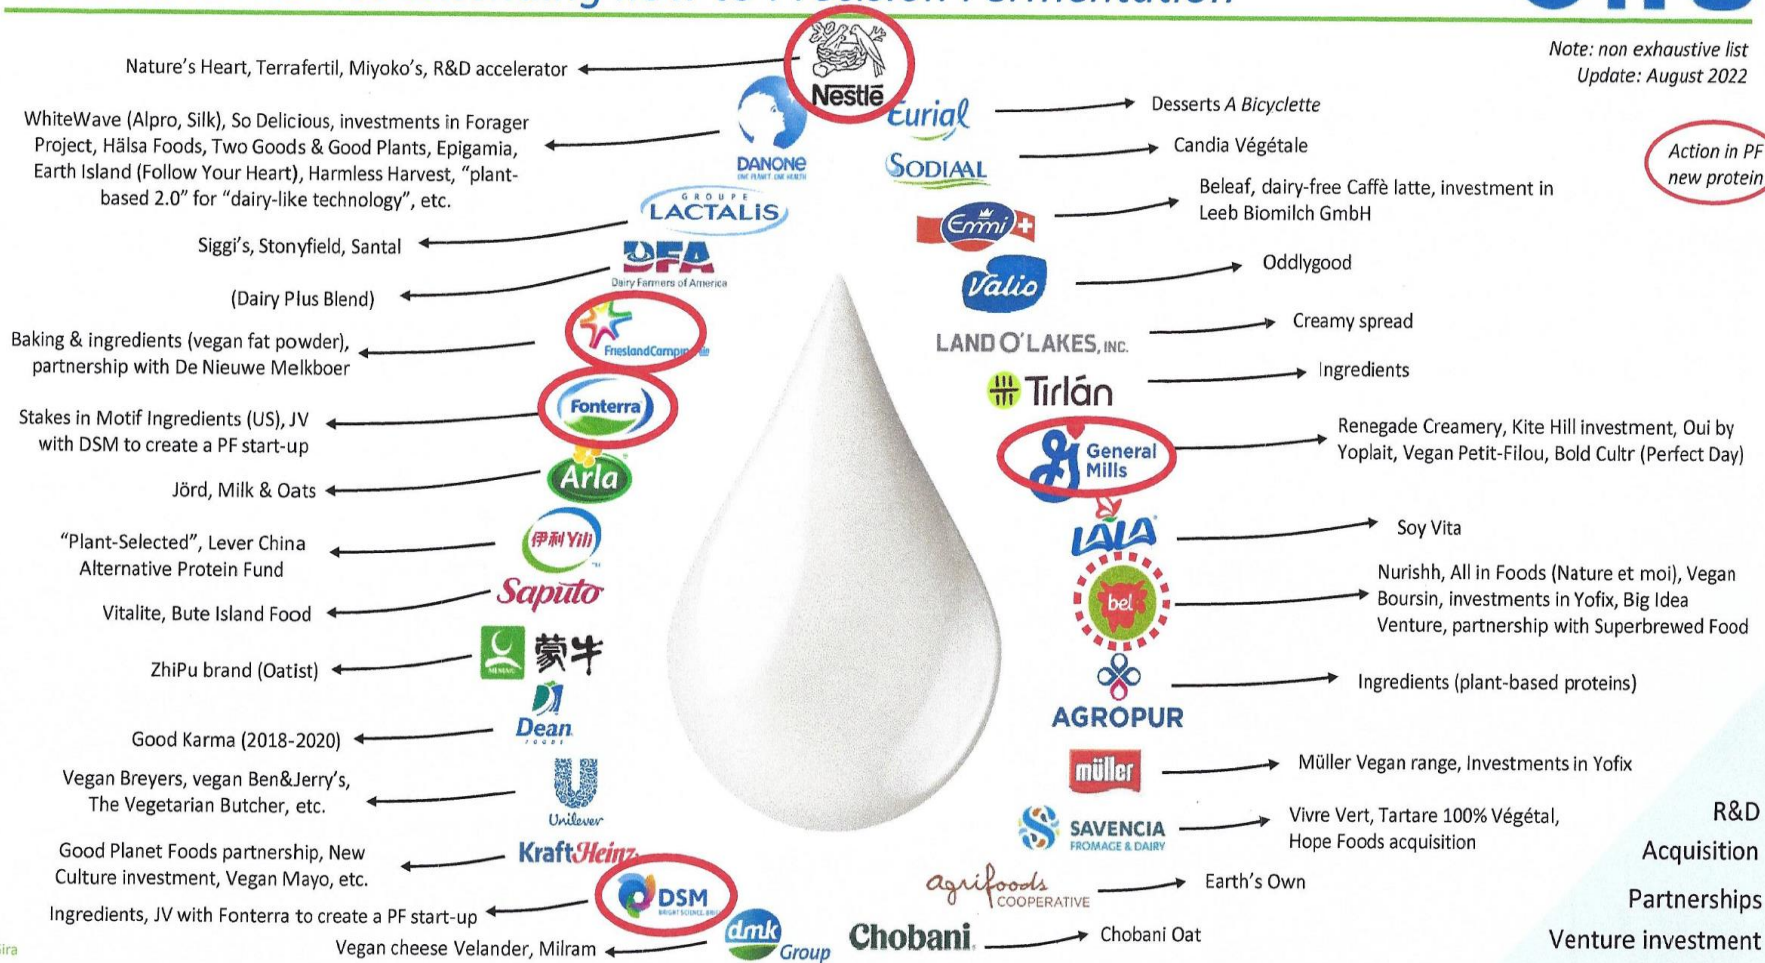 to Precision Fermentation
Note: non exhaustive list
Update: August 2022
Action in PF
new protein
Nestlé
Nature's Heart, Terrafertil, Miyoko's, R&D accelerator
DANONE
ONE PLANET. ONE HEALTH
WhiteWave (Alpro, Silk), So Delicious, investments in Forager
Project, Hälsa Foods, Two Goods & Good Plants, Epigamia,
Earth Island (Follow Your Heart), Harmless Harvest, “plant-
based 2.0” for “dairy-like technology”, etc.
GROUPE
LACTALIS
Siggi's, Stonyfield, Santal
DFA
Dairy Farmers of America
(Dairy Plus Blend)
FrieslandCampina
Baking & ingredients (vegan fat powder),
partnership with De Nieuwe Melkboer
Fonterra
Stakes in Motif Ingredients (US), JV
with DSM to create a PF start-up
Arla
Jörd, Milk & Oats
伊利 Yili
“Plant-Selected”, Lever China
Alternative Protein Fund
Saputo
Vitalite, Bute Island Food
蒙牛
ZhiPu brand (Oatist)
Dean
FOODS
Good Karma (2018-2020)
Unilever
Vegan Breyers, vegan Ben&Jerry's,
The Vegetarian Butcher, etc.
KraftHeinz
Good Planet Foods partnership, New
Culture investment, Vegan Mayo, etc.
DSM
Ingredients, JV with Fonterra to create a PF start-up
dmk
Group
Vegan cheese Velander, Milram
Eurial
Desserts A Bicyclette
SODIAAL
Candia Végétale
Emmi
Beleaf, dairy-free Caffè latte, investment in
Leeb Biomilch GmbH
Valio
Oddlygood
LAND O'LAKES, INC.
Creamy spread
Tirlán
Ingredients
General
Mills
Renegade Creamery, Kite Hill investment, Oui by
Yoplait, Vegan Petit-Filou, Bold Cultr (Perfect Day)
LALA
Soy Vita
bel
Nurishh, All in Foods (Nature et moi), Vegan
Boursin, investments in Yofix, Big Idea
Venture, partnership with Superbrewed Food
AGROPUR
Ingredients (plant-based proteins)
müller
Müller Vegan range, Investments in Yofix
SAVENCIA
FROMAGE & DAIRY
Vivre Vert, Tartare 100% Végétal,
Hope Foods acquisition
agrifoods
COOPERATIVE
Earth's Own
Chobani
Chobani Oat
R&D
Acquisition
Partnerships
Venture investment